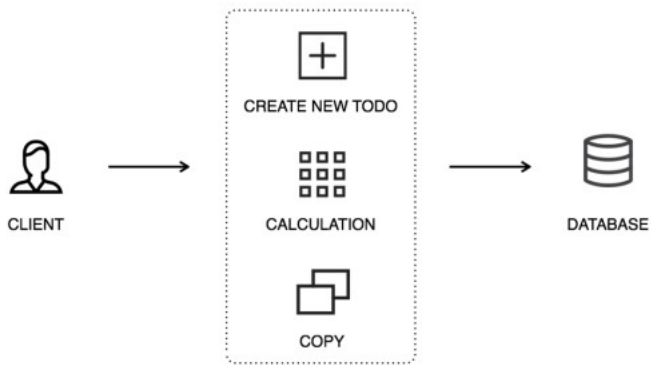 CREATE NEW TODO
CLIENT
CALCULATION
DATABASE
COPY